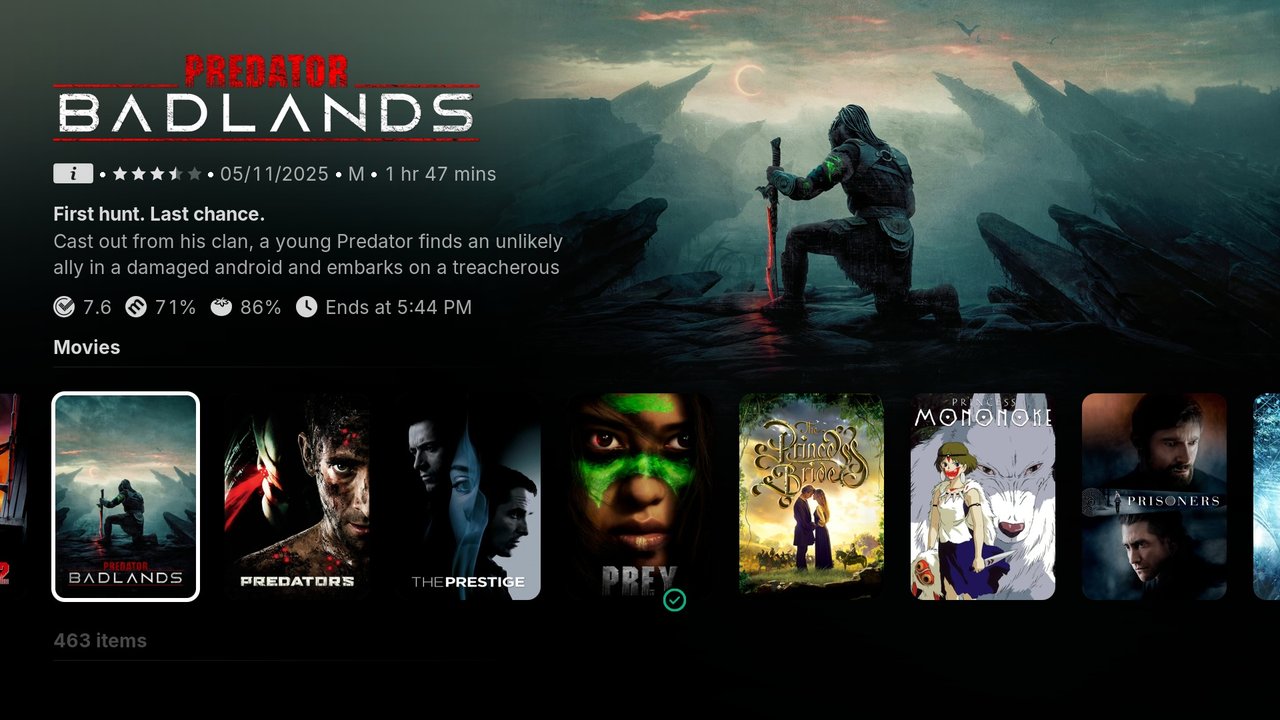 PREDATOR
BADLANDS
i • 05/11/2025 • M • 1 hr 47 mins
First hunt. Last chance.
Cast out from his clan, a young Predator finds an unlikely
ally in a damaged android and embarks on a treacherous
7.6 71% 86% Ends at 5:44 PM
Movies
2
PREDATOR
BADLANDS
PREDATORS
THE PRESTIGE
PREY
The
Princess
Bride
PRINCESS
MONONOKE
PRISONERS
463 items